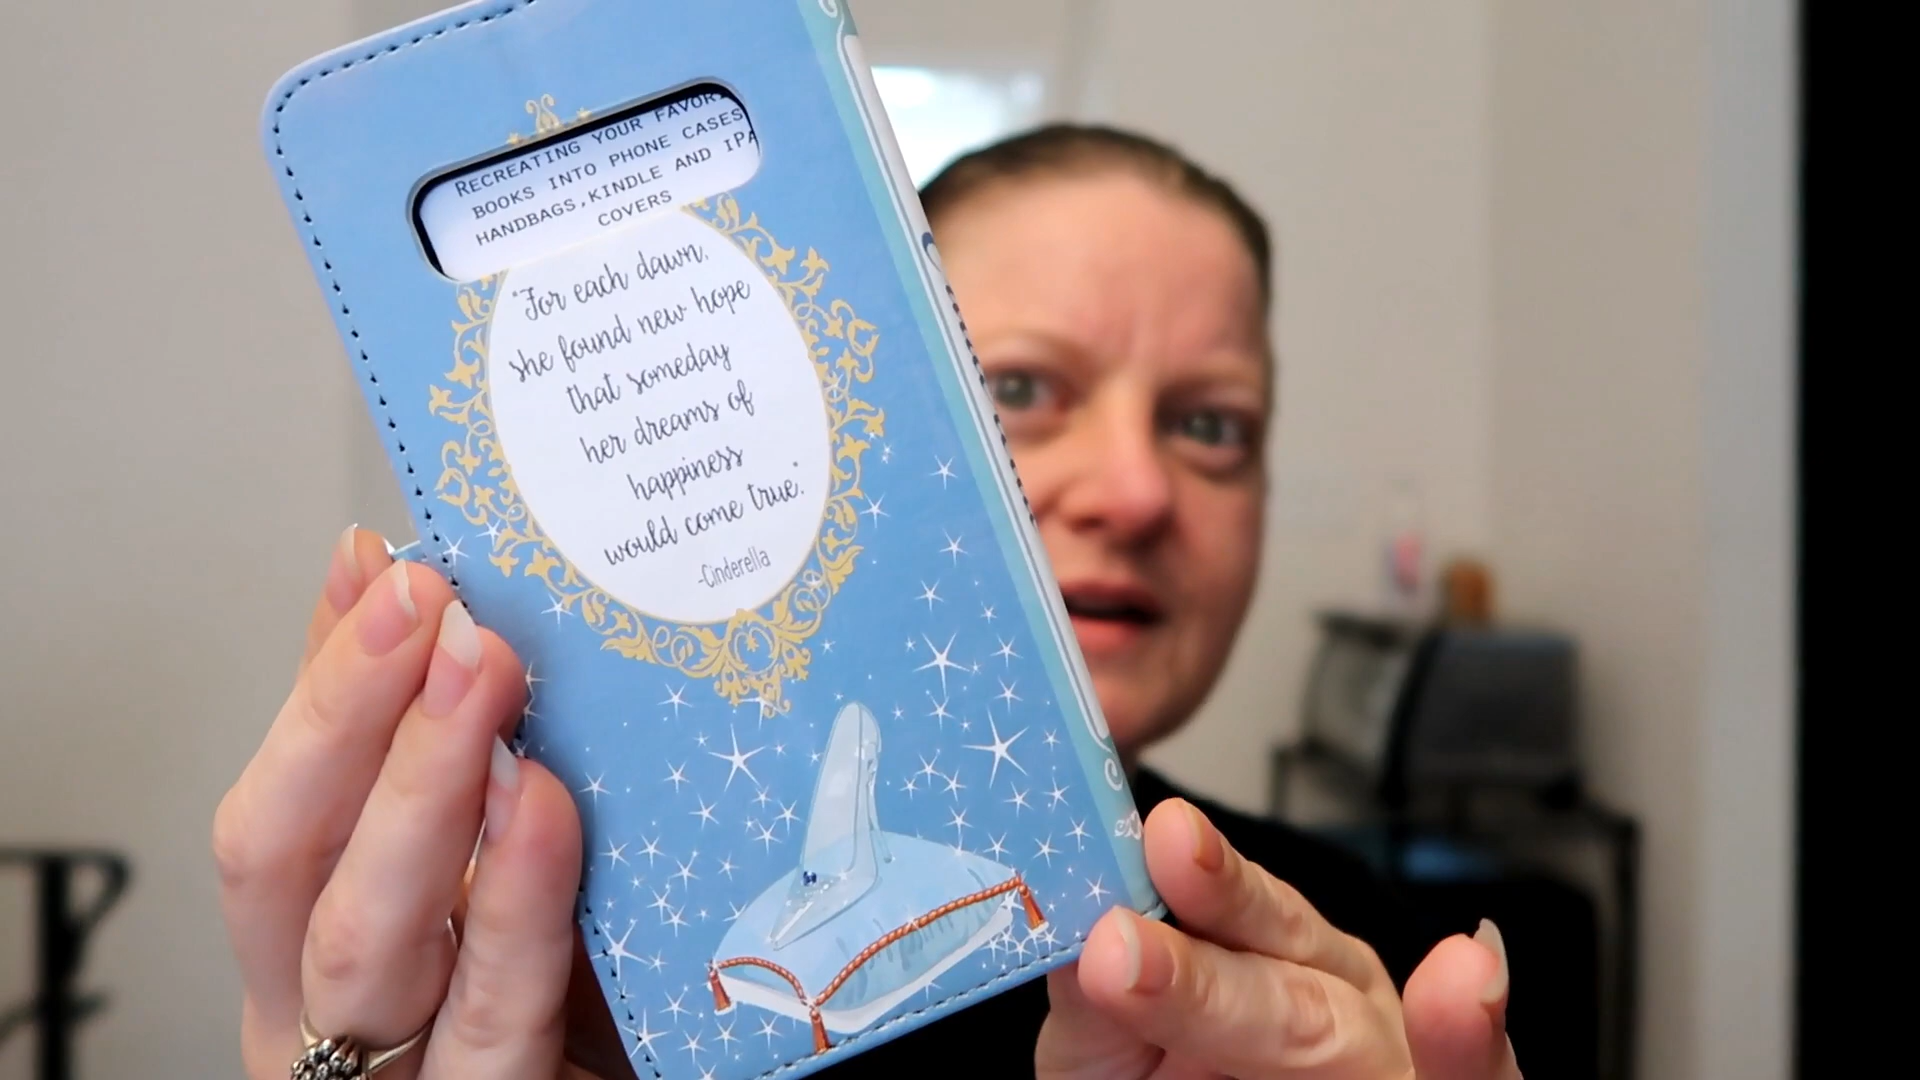 RECREATING YOUR FAVORI
BOOKS INTO PHONE CASES
HANDBAGS,KINDLE AND IPA
COVERS
"For each dawn,
she found new hope
that someday
her dreams of
happiness
would come true."
-Cinderella